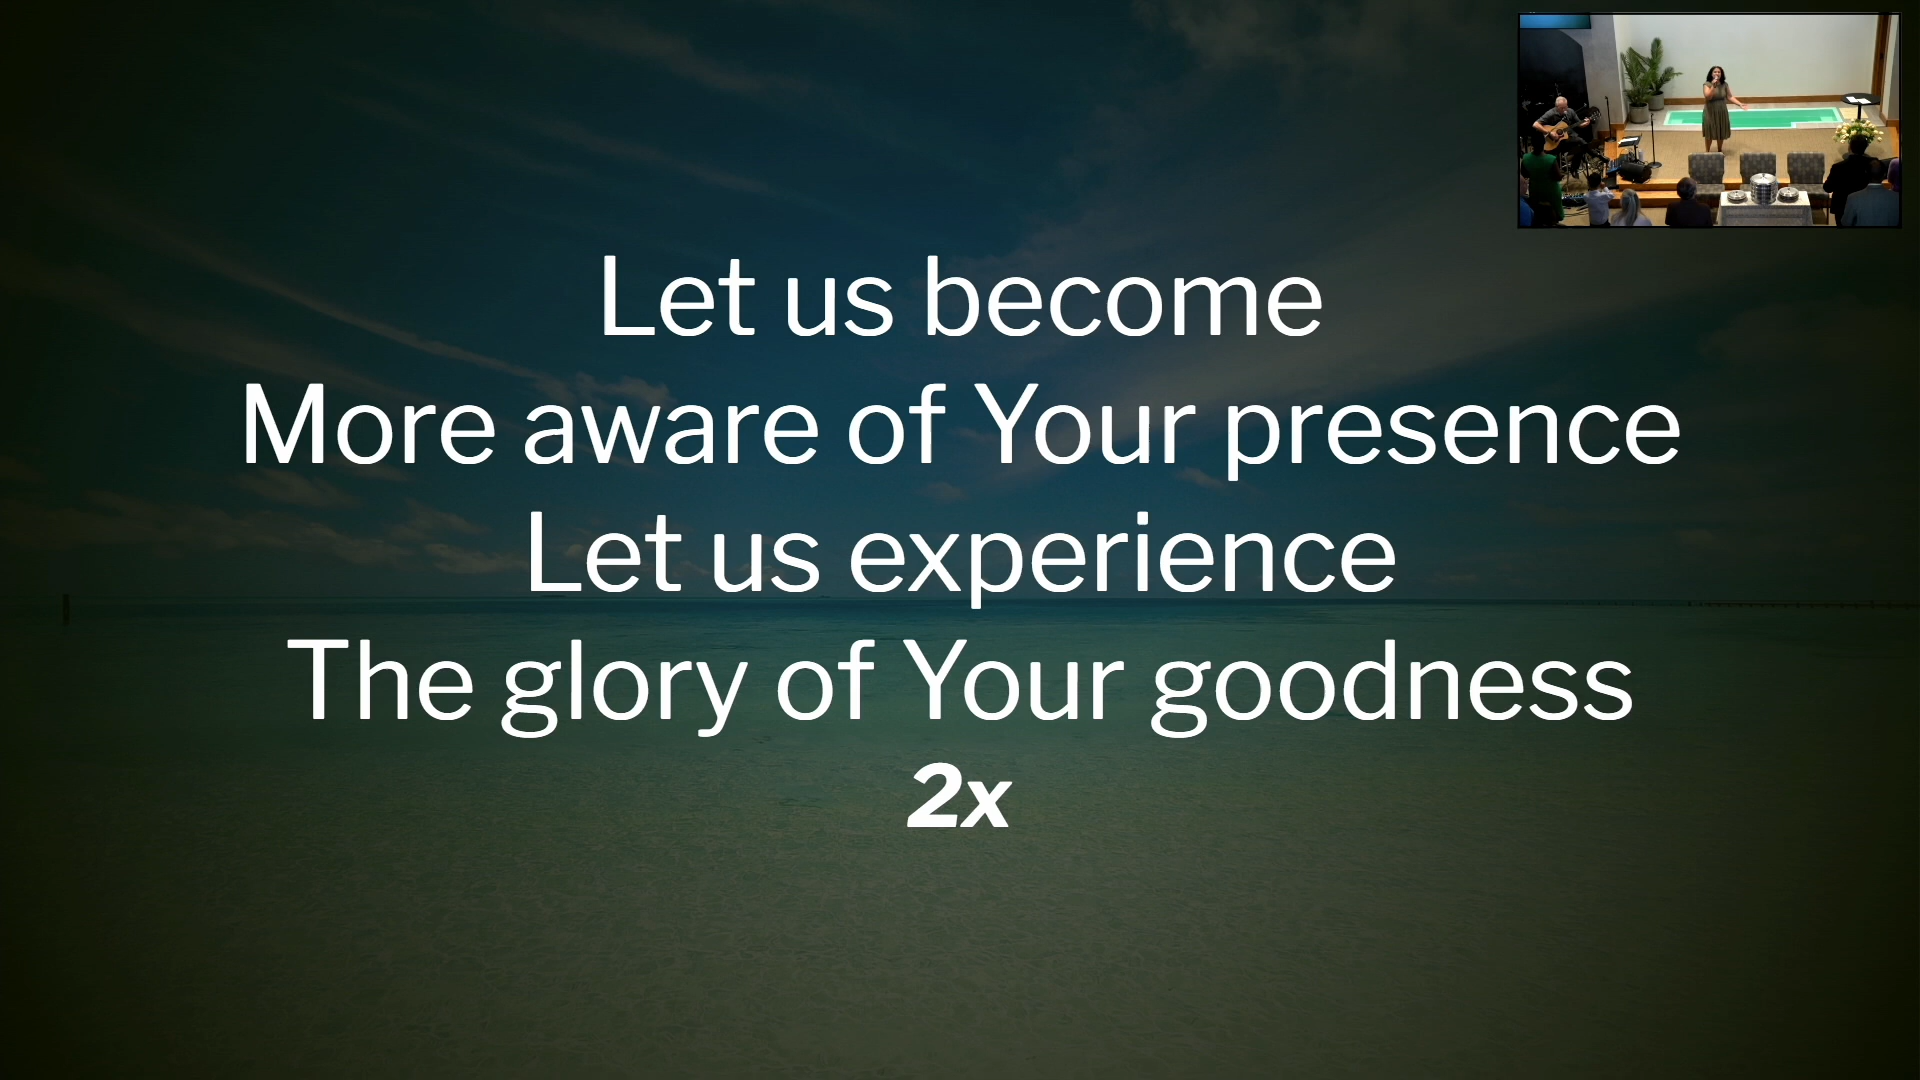 Let us become
More aware of Your presence
Let us experience
The glory of Your goodness
2x